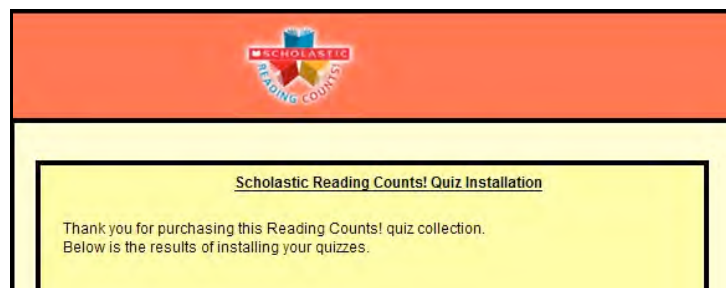 SCHOLASTIC
READING COUNTS!
Scholastic Reading Counts! Quiz Installation
Thank you for purchasing this Reading Counts! quiz collection.
Below is the results of installing your quizzes.